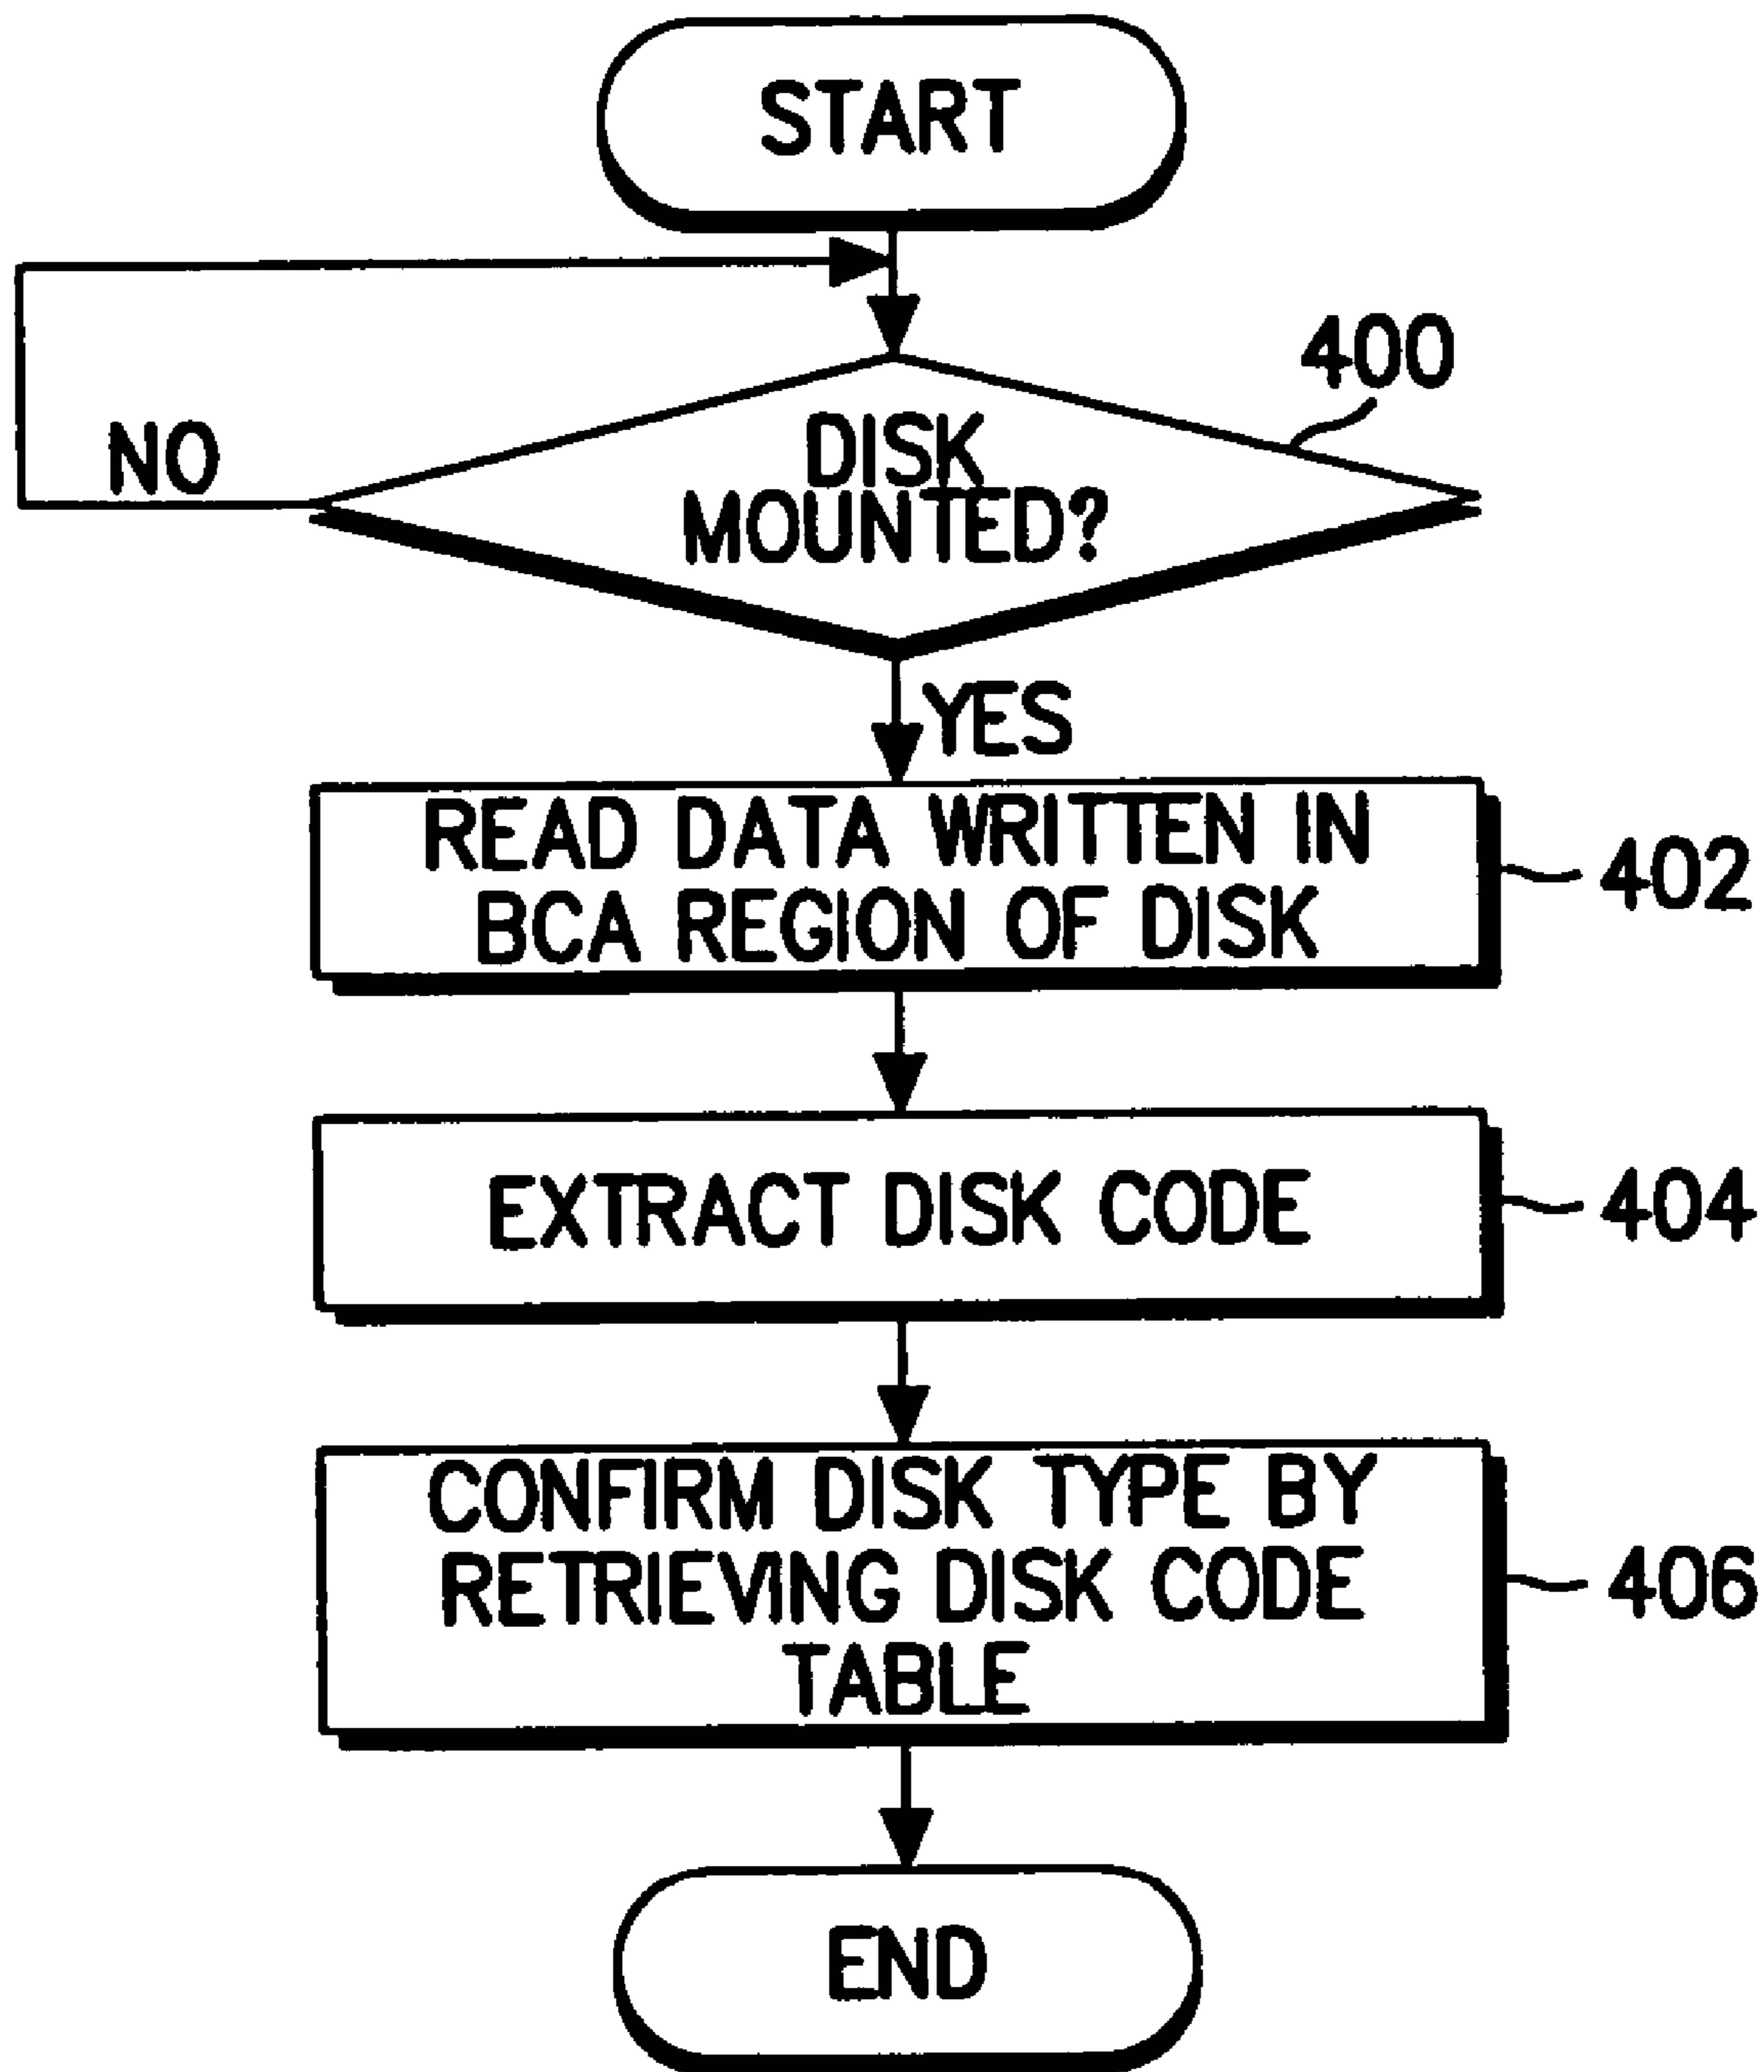 START
400
NO
DISK
MOUNTED?
YES
READ DATA WRITTEN IN
BCA REGION OF DISK
402
EXTRACT DISK CODE
404
CONFIRM DISK TYPE BY
RETRIEVING DISK CODE
TABLE
406
END